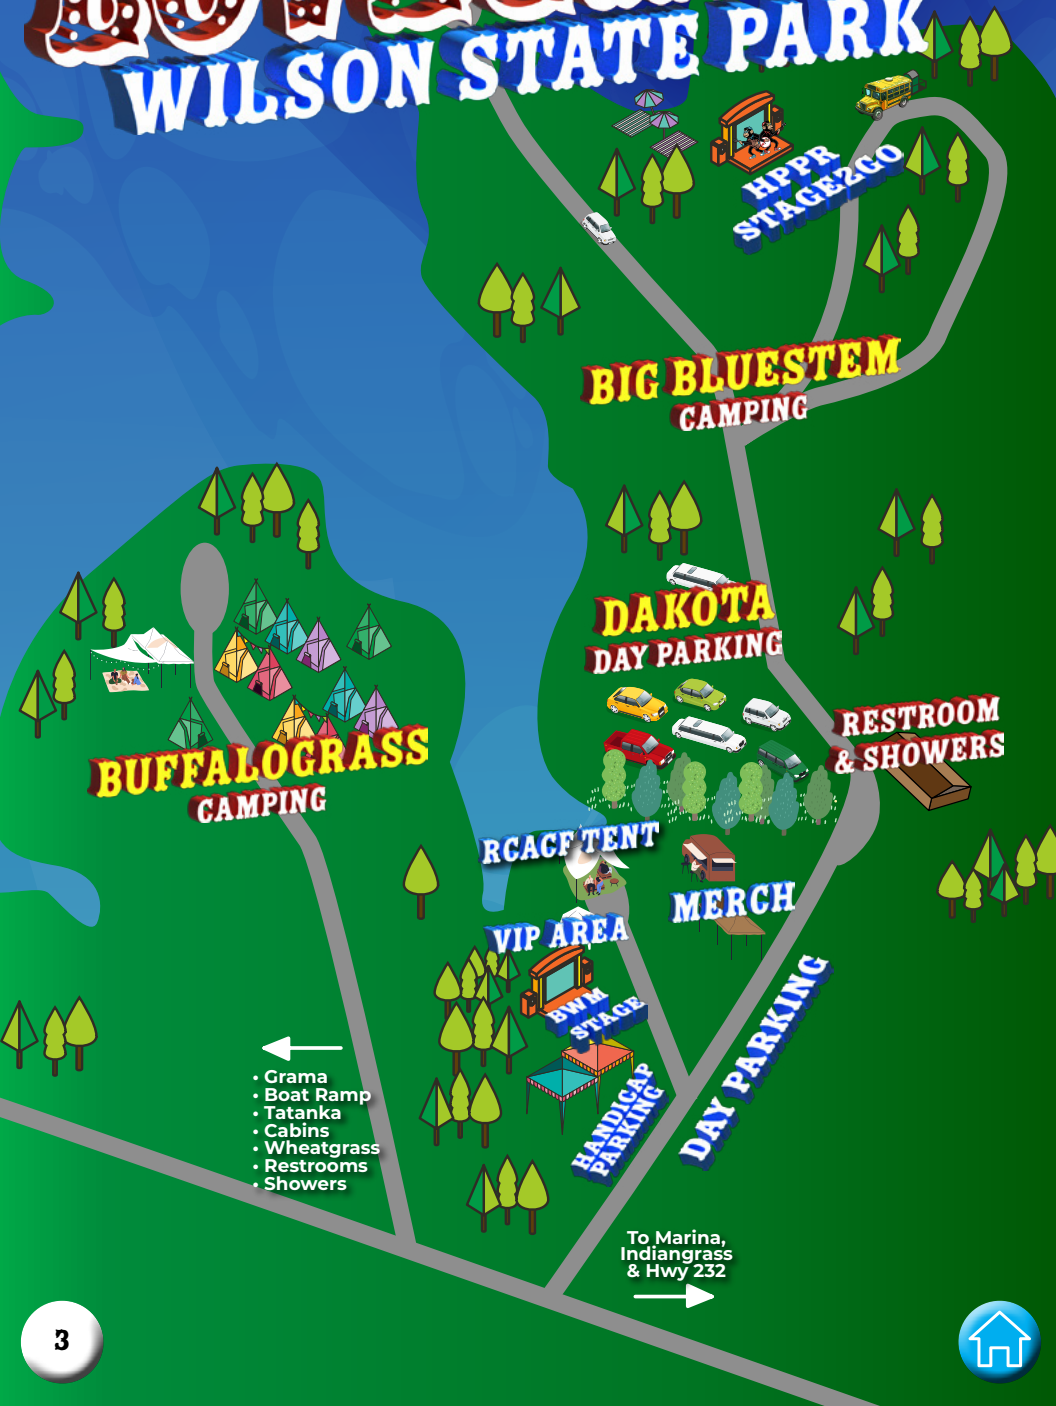 WILSON STATE PARK
HPPR
STAGE2GO
BIG BLUESTEM
CAMPING
DAKOTA
DAY PARKING
RESTROOM
& SHOWERS
BUFFALOGRASS
CAMPING
RCACF TENT
MERCH
VIP AREA
BWM
STAGE
HANDICAP
PARKING
DAY PARKING
• Grama
• Boat Ramp
• Tatanka
• Cabins
• Wheatgrass
• Restrooms
• Showers
To Marina,
Indiangrass
& Hwy 232
3